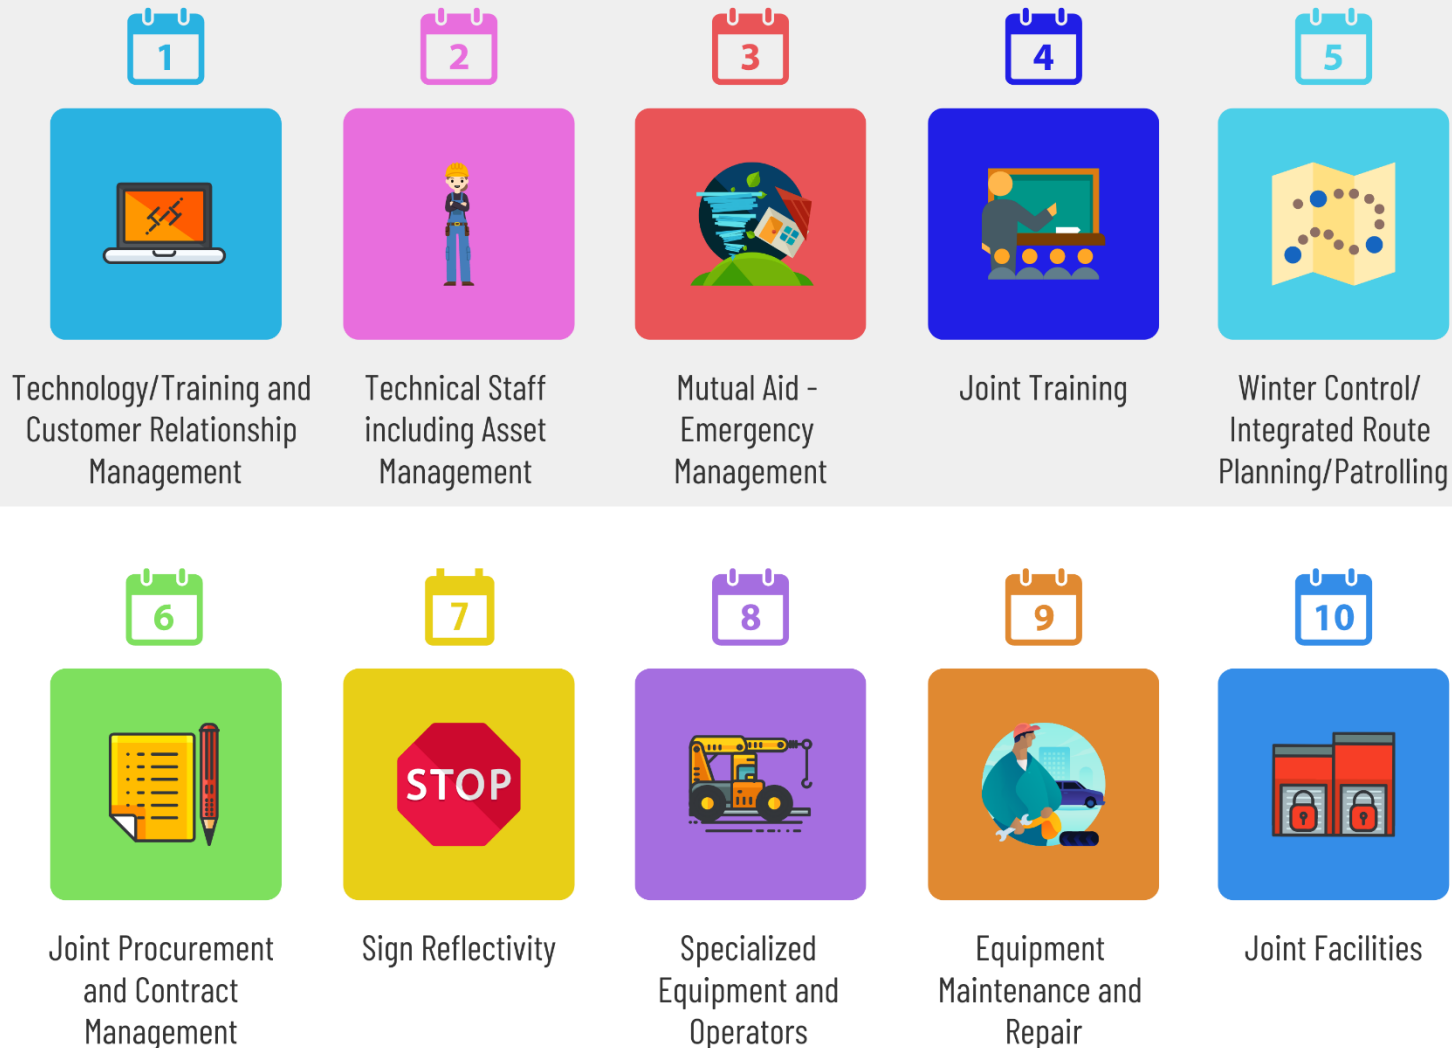 1
2
3
4
5
Technology/Training and
Customer Relationship
Management
Technical Staff
including Asset
Management
Mutual Aid -
Emergency
Management
Joint Training
Winter Control/
Integrated Route
Planning/Patrolling
6
7
8
9
10
STOP
Joint Procurement
and Contract
Management
Sign Reflectivity
Specialized
Equipment and
Operators
Equipment
Maintenance and
Repair
Joint Facilities